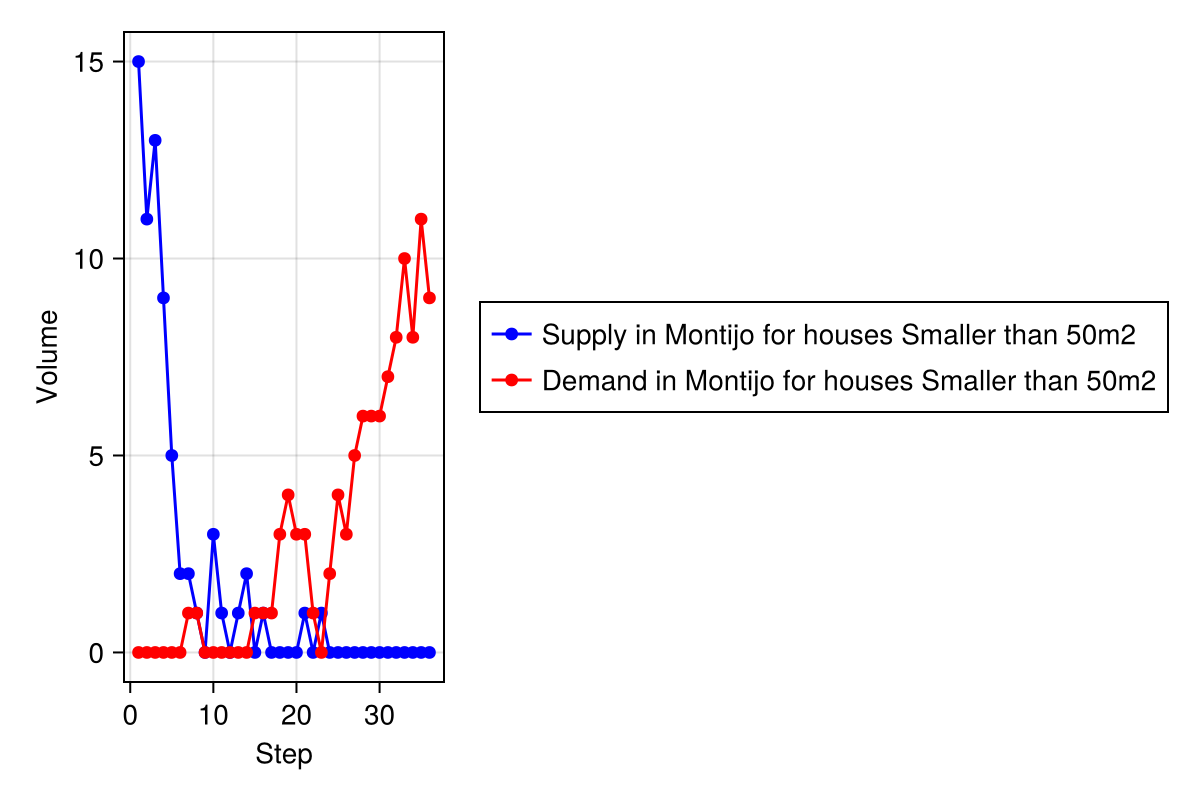 15
10
5
0
Volume
0 10 20 30
Step
Supply in Montijo for houses Smaller than 50m2
Demand in Montijo for houses Smaller than 50m2